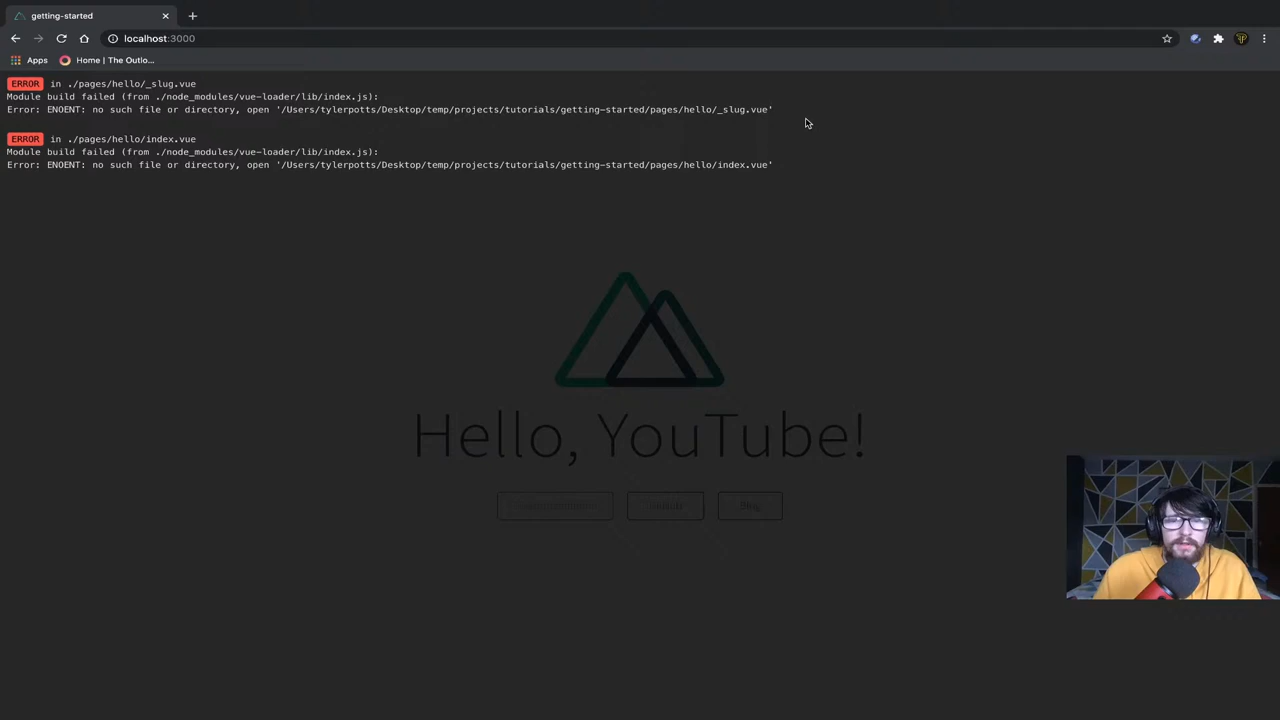 getting-started
localhost:3000
Apps
Home | The Outlo...
ERROR in ./pages/hello/_slug.vue
Module build failed (from ./node_modules/vue-loader/lib/index.js):
Error: ENOENT: no such file or directory, open '/Users/tylerpotts/Desktop/temp/projects/tutorials/getting-started/pages/hello/_slug.vue'
ERROR in ./pages/hello/index.vue
Module build failed (from ./node_modules/vue-loader/lib/index.js):
Error: ENOENT: no such file or directory, open '/Users/tylerpotts/Desktop/temp/projects/tutorials/getting-started/pages/hello/index.vue'
Hello, YouTube!
Blog